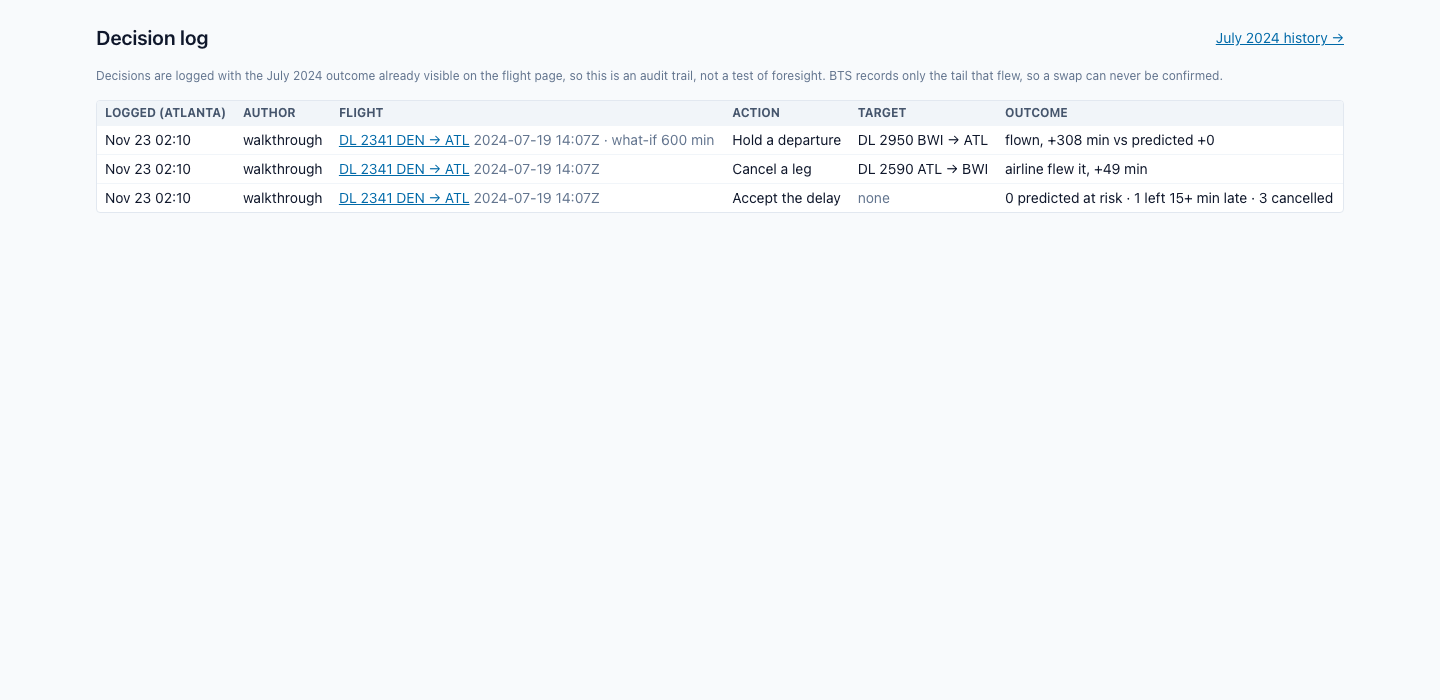 Decision log
July 2024 history →
Decisions are logged with the July 2024 outcome already visible on the flight page, so this is an audit trail, not a test of foresight. BTS records only the tail that flew, so a swap can never be confirmed.
LOGGED (ATLANTA) AUTHOR FLIGHT ACTION TARGET OUTCOME
Nov 23 02:10 walkthrough DL 2341 DEN → ATL 2024-07-19 14:07Z · what-if 600 min Hold a departure DL 2950 BWI → ATL flown, +308 min vs predicted +0
Nov 23 02:10 walkthrough DL 2341 DEN → ATL 2024-07-19 14:07Z Cancel a leg DL 2590 ATL → BWI airline flew it, +49 min
Nov 23 02:10 walkthrough DL 2341 DEN → ATL 2024-07-19 14:07Z Accept the delay none 0 predicted at risk · 1 left 15+ min late · 3 cancelled